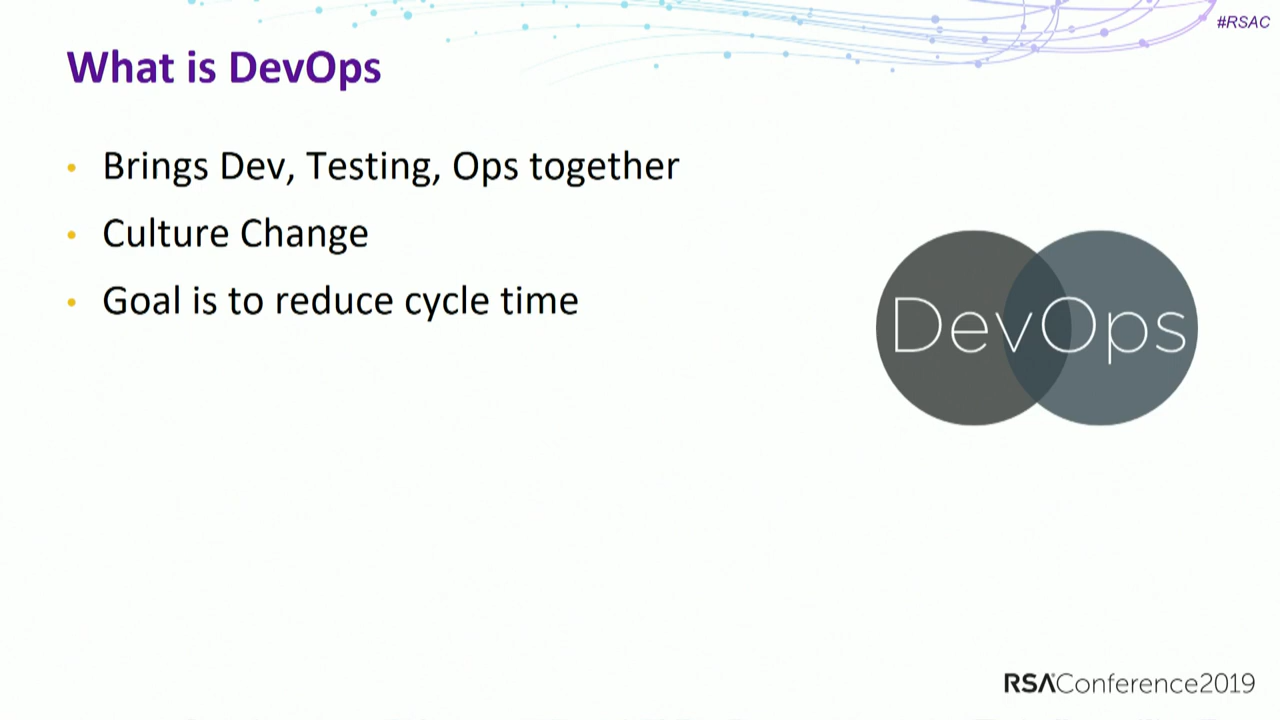 #RSAC
What is DevOps
• Brings Dev, Testing, Ops together
• Culture Change
• Goal is to reduce cycle time
DevOps
RSAConference2019